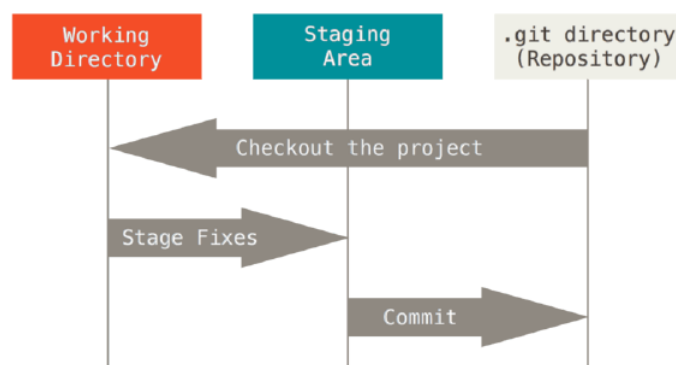 Working
Directory
Staging
Area
.git directory
(Repository)
Checkout the project
Stage Fixes
Commit